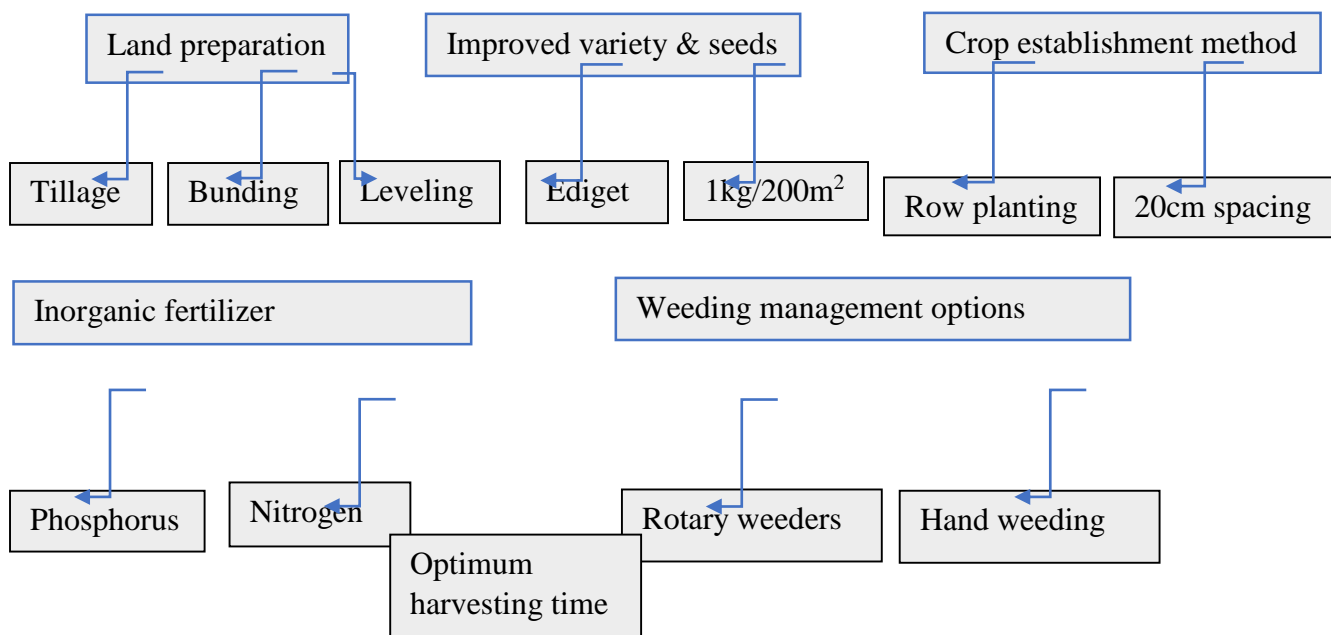 Land preparation
Improved variety & seeds
Crop establishment method
Tillage
Bunding
Leveling
Ediget
1kg/200m²
Row planting
20cm spacing
Inorganic fertilizer
Weeding management options
Phosphorus
Nitrogen
Rotary weeders
Hand weeding
Optimum
harvesting time